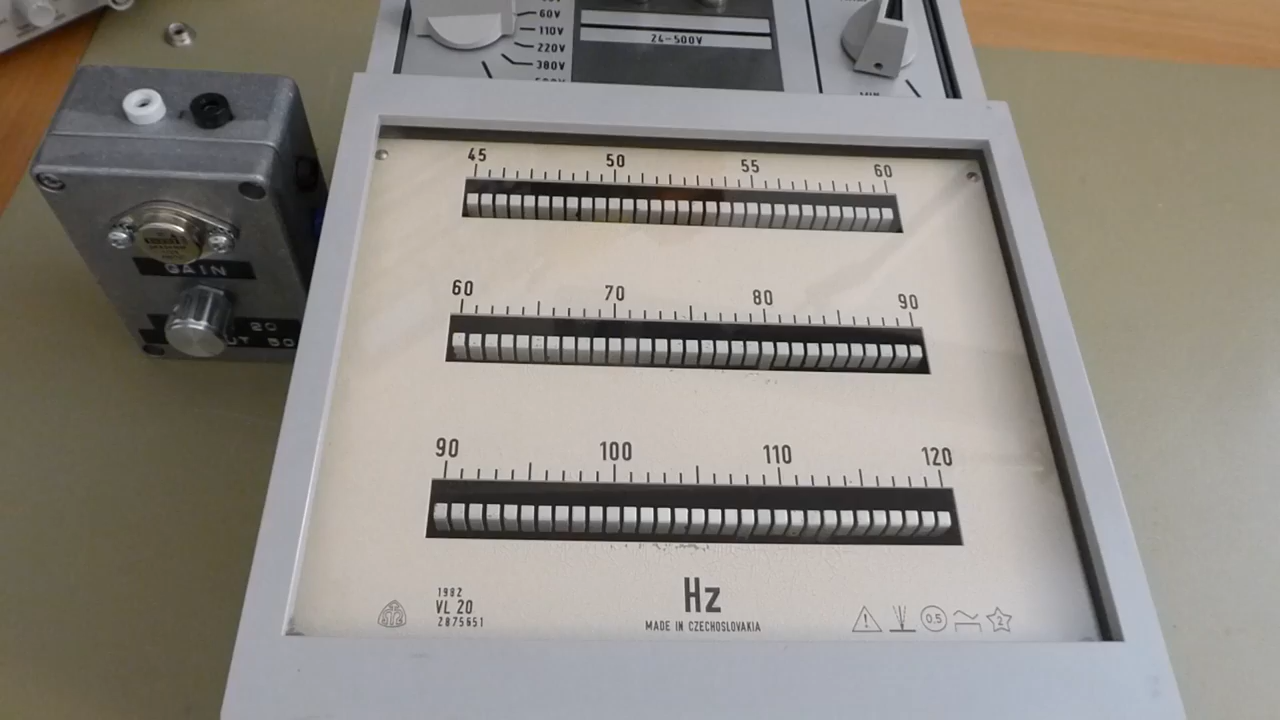 60V
110V
220V
380V
24-500V
45 50 55 60
60 70 80 90
90 100 110 120
GAIN
20
UT 50
1982
VL 20
2875651
Hz
MADE IN CZECHOSLOVAKIA
0.5
2